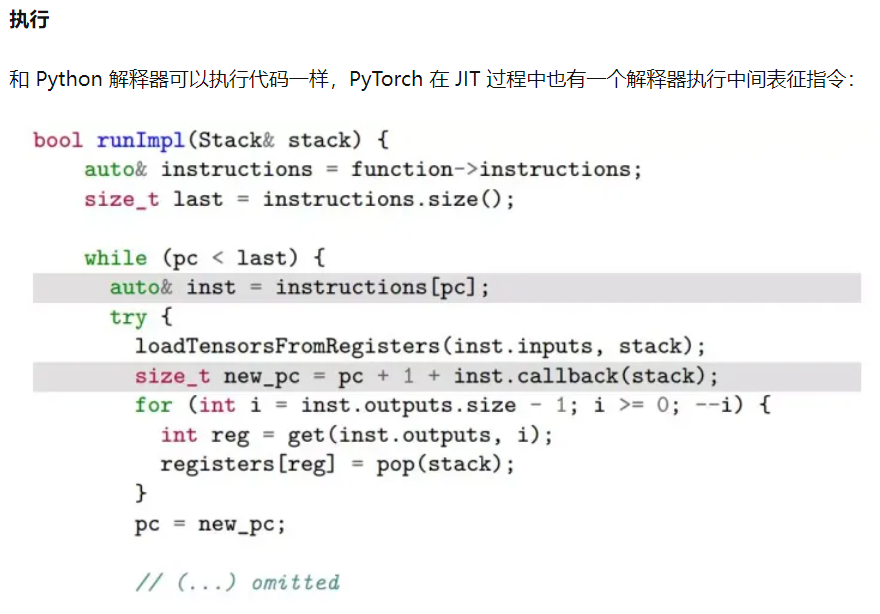 执行
和 Python 解释器可以执行代码一样，PyTorch 在 JIT 过程中也有一个解释器执行中间表征指令：
bool runImpl(Stack& stack) {
    auto& instructions = function->instructions;
    size_t last = instructions.size();

    while (pc < last) {
      auto& inst = instructions[pc];
      try {
        loadTensorsFromRegisters(inst.inputs, stack);
        size_t new_pc = pc + 1 + inst.callback(stack);
        for (int i = inst.outputs.size - 1; i >= 0; --i) {
          int reg = get(inst.outputs, i);
          registers[reg] = pop(stack);
        }
        pc = new_pc;

        // (...) omitted